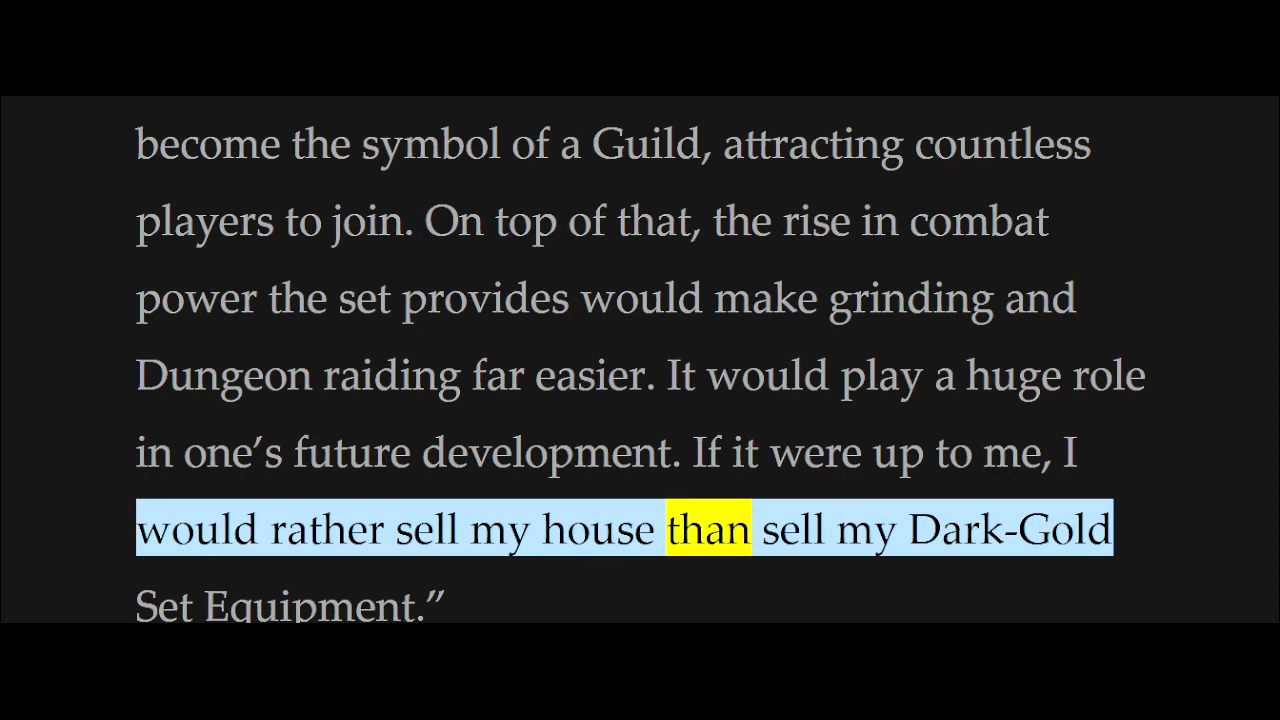 become the symbol of a Guild, attracting countless
players to join. On top of that, the rise in combat
power the set provides would make grinding and
Dungeon raiding far easier. It would play a huge role
in one’s future development. If it were up to me, I
would rather sell my house than sell my Dark-Gold
Set Equipment.”